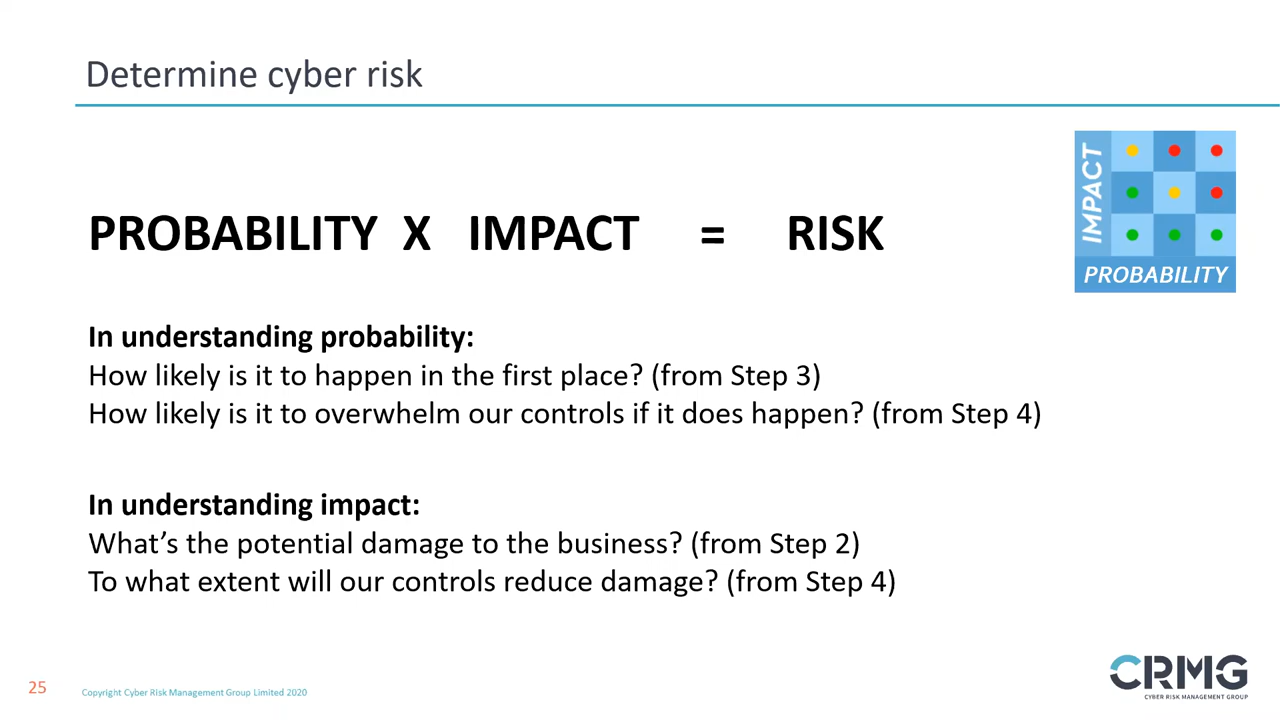 Determine cyber risk
PROBABILITY X IMPACT = RISK
IMPACT
PROBABILITY
In understanding probability:
How likely is it to happen in the first place? (from Step 3)
How likely is it to overwhelm our controls if it does happen? (from Step 4)
In understanding impact:
What’s the potential damage to the business? (from Step 2)
To what extent will our controls reduce damage? (from Step 4)
25
Copyright Cyber Risk Management Group Limited 2020
CRMG
CYBER RISK MANAGEMENT GROUP